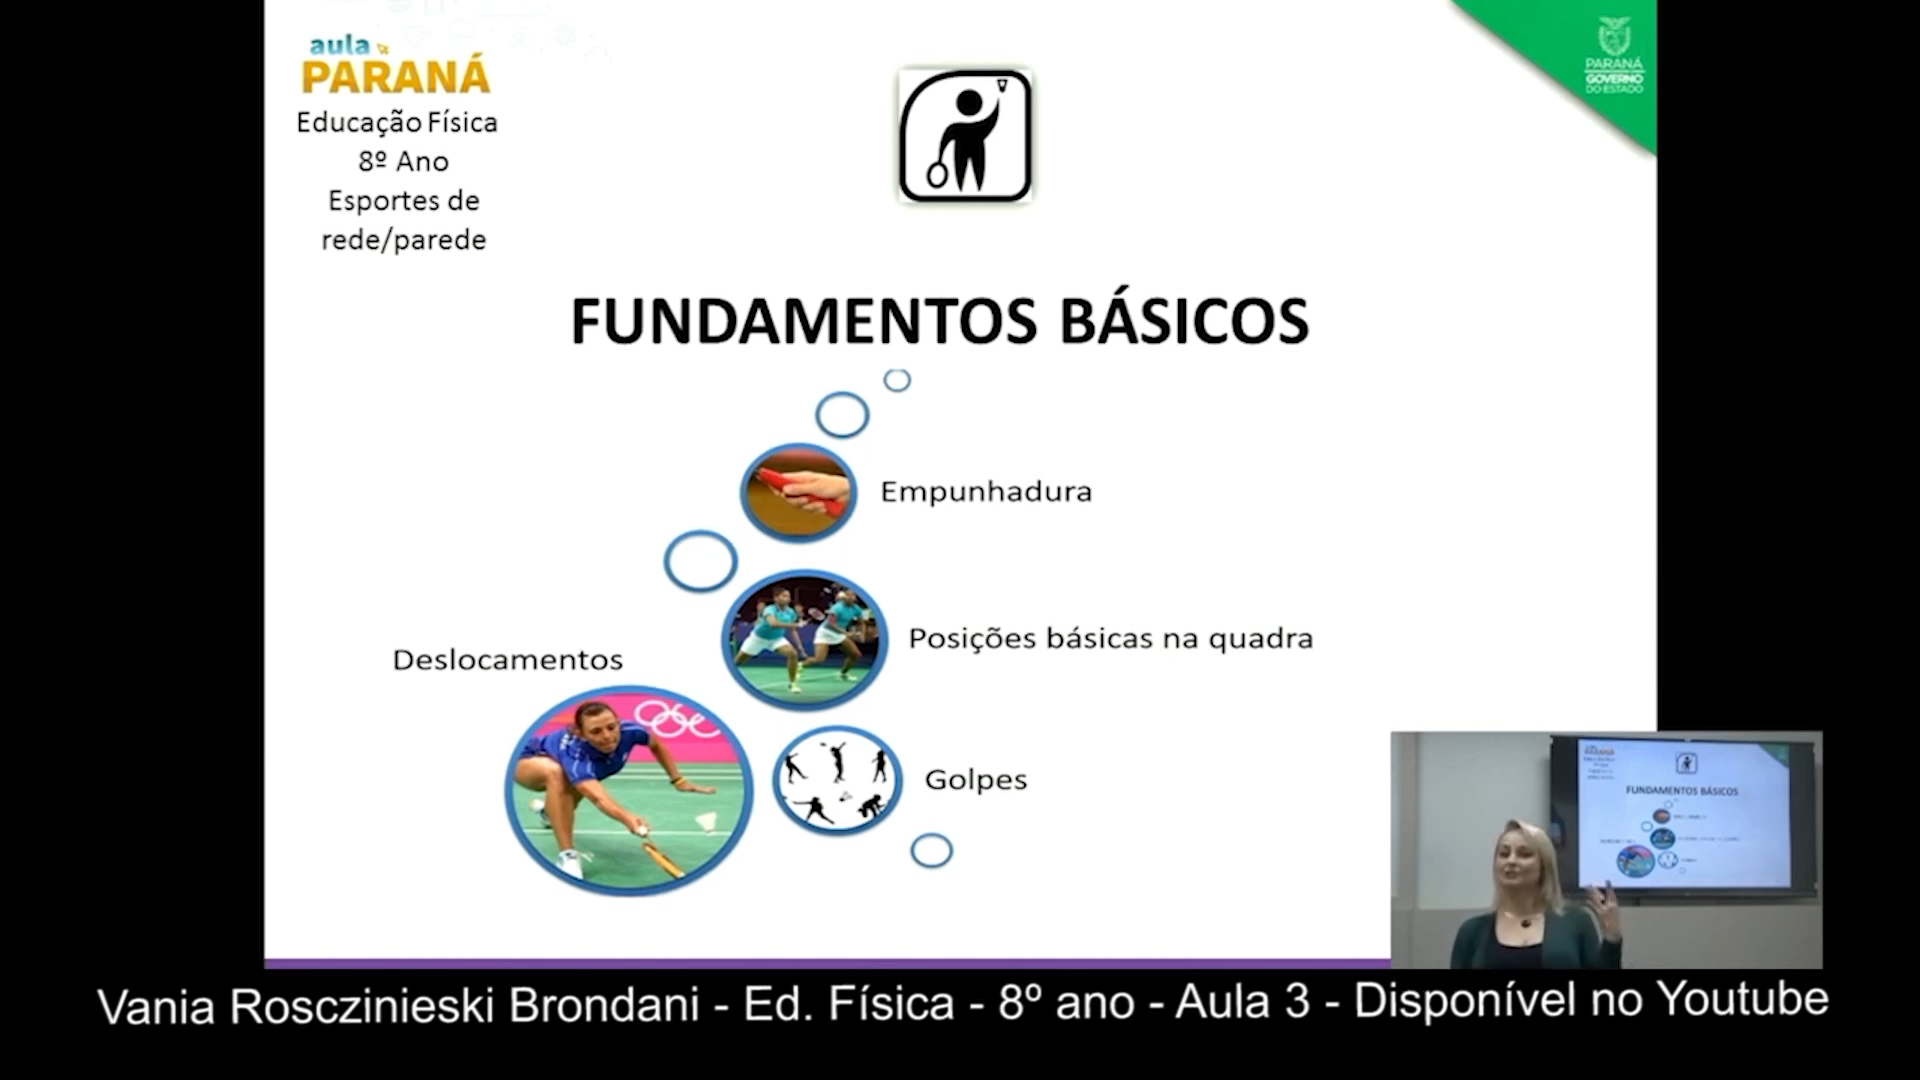 aula
PARANÁ
Educação Física
8º Ano
Esportes de
rede/parede
PARANÁ
GOVERNO
DO ESTADO
FUNDAMENTOS BÁSICOS
Empunhadura
Posições básicas na quadra
Deslocamentos
Golpes
FUNDAMENTOS BÁSICOS
Vania Rosczinieski Brondani - Ed. Física - 8º ano - Aula 3 - Disponível no Youtube